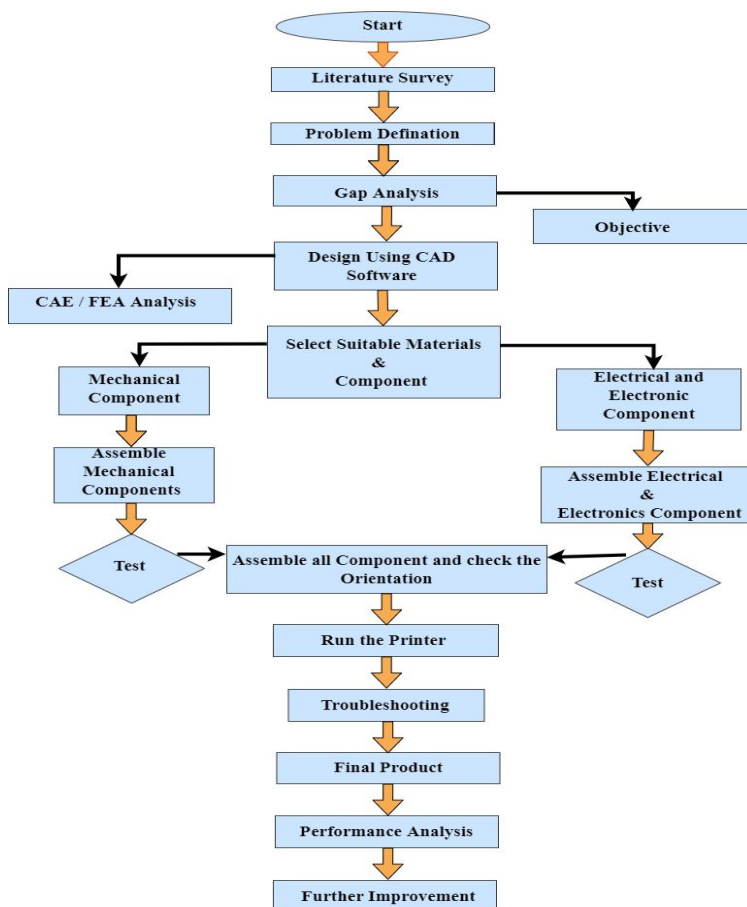 Start
Literature Survey
Problem Defination
Gap Analysis
Objective
Design Using CAD
Software
CAE / FEA Analysis
Select Suitable Materials
&
Component
Mechanical
Component
Electrical and
Electronic
Component
Assemble
Mechanical
Components
Assemble Electrical
&
Electronics Component
Test
Assemble all Component and check the
Orientation
Test
Run the Printer
Troubleshooting
Final Product
Performance Analysis
Further Improvement